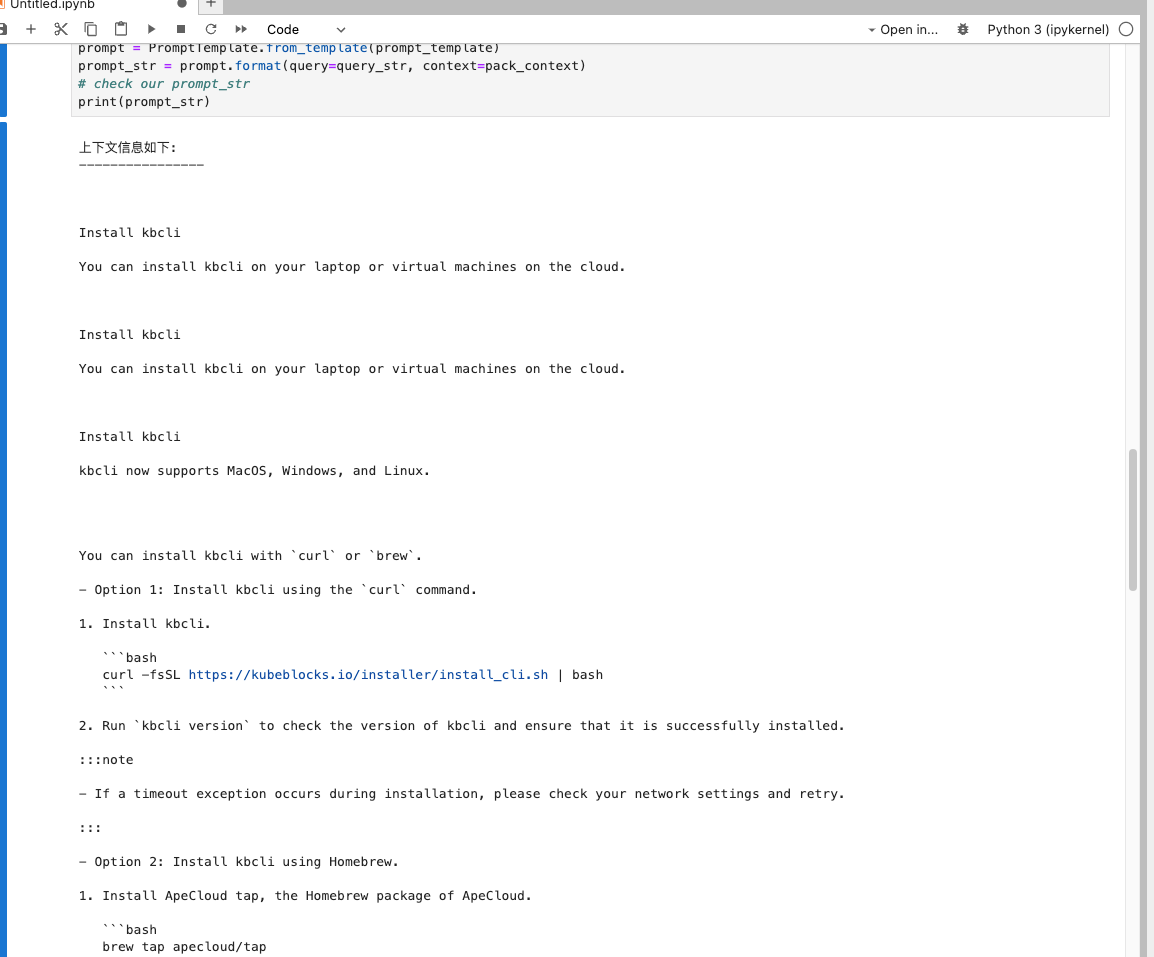 Untitled.ipynb
Code
Open in...
Python 3 (ipykernel)
prompt = PromptTemplate.from_template(prompt_template)
prompt_str = prompt.format(query=query_str, context=pack_context)
# check our prompt_str
print(prompt_str)
上下文信息如下:
----------------
Install kbcli
You can install kbcli on your laptop or virtual machines on the cloud.
Install kbcli
You can install kbcli on your laptop or virtual machines on the cloud.
Install kbcli
kbcli now supports MacOS, Windows, and Linux.
You can install kbcli with `curl` or `brew`.
- Option 1: Install kbcli using the `curl` command.
1. Install kbcli.
```bash
curl -fsSL https://kubeblocks.io/installer/install_cli.sh | bash
```
2. Run `kbcli version` to check the version of kbcli and ensure that it is successfully installed.
:::note
- If a timeout exception occurs during installation, please check your network settings and retry.
:::
- Option 2: Install kbcli using Homebrew.
1. Install ApeCloud tap, the Homebrew package of ApeCloud.
```bash
brew tap apecloud/tap